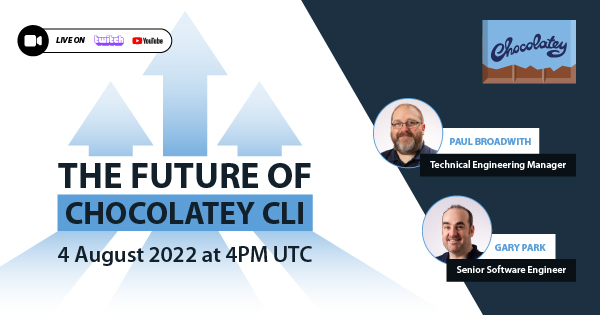 LIVE ON twitch YouTube
Chocolatey
THE FUTURE OF
CHOCOLATEY CLI
4 August 2022 at 4PM UTC
PAUL BROADWITH
Technical Engineering Manager
GARY PARK
Senior Software Engineer